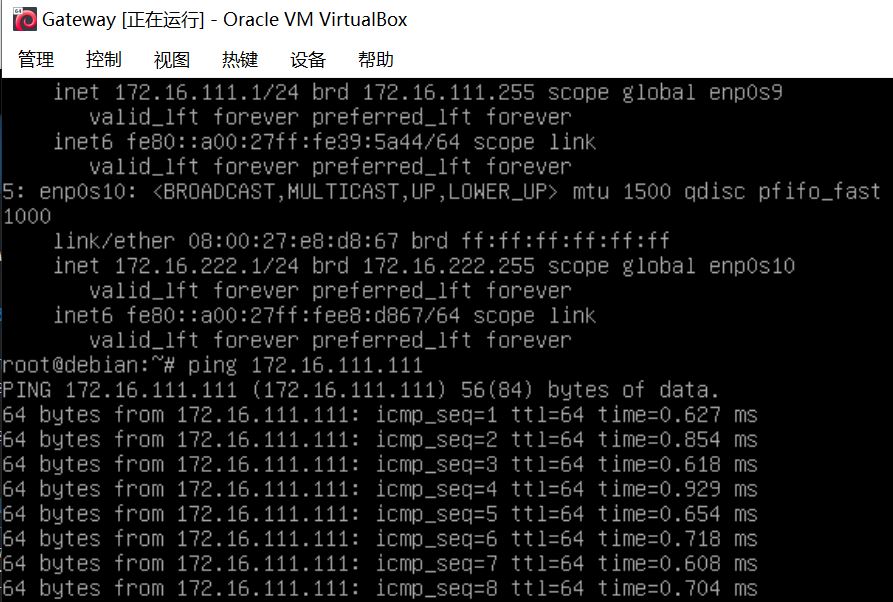 64
Gateway [正在运行] - Oracle VM VirtualBox
管理 控制 视图 热键 设备 帮助
inet 172.16.111.1/24 brd 172.16.111.255 scope global enp0s9
valid_lft forever preferred_lft forever
inet6 fe80::a00:27ff:fe39:5a44/64 scope link
valid_lft forever preferred_lft forever
5: enp0s10: <BROADCAST,MULTICAST,UP,LOWER_UP> mtu 1500 qdisc pfifo_fast
1000
link/ether 08:00:27:e8:d8:67 brd ff:ff:ff:ff:ff:ff
inet 172.16.222.1/24 brd 172.16.222.255 scope global enp0s10
valid_lft forever preferred_lft forever
inet6 fe80::a00:27ff:fee8:d867/64 scope link
valid_lft forever preferred_lft forever
root@debian:~# ping 172.16.111.111
PING 172.16.111.111 (172.16.111.111) 56(84) bytes of data.
64 bytes from 172.16.111.111: icmp_seq=1 ttl=64 time=0.627 ms
64 bytes from 172.16.111.111: icmp_seq=2 ttl=64 time=0.854 ms
64 bytes from 172.16.111.111: icmp_seq=3 ttl=64 time=0.618 ms
64 bytes from 172.16.111.111: icmp_seq=4 ttl=64 time=0.929 ms
64 bytes from 172.16.111.111: icmp_seq=5 ttl=64 time=0.654 ms
64 bytes from 172.16.111.111: icmp_seq=6 ttl=64 time=0.718 ms
64 bytes from 172.16.111.111: icmp_seq=7 ttl=64 time=0.608 ms
64 bytes from 172.16.111.111: icmp_seq=8 ttl=64 time=0.704 ms